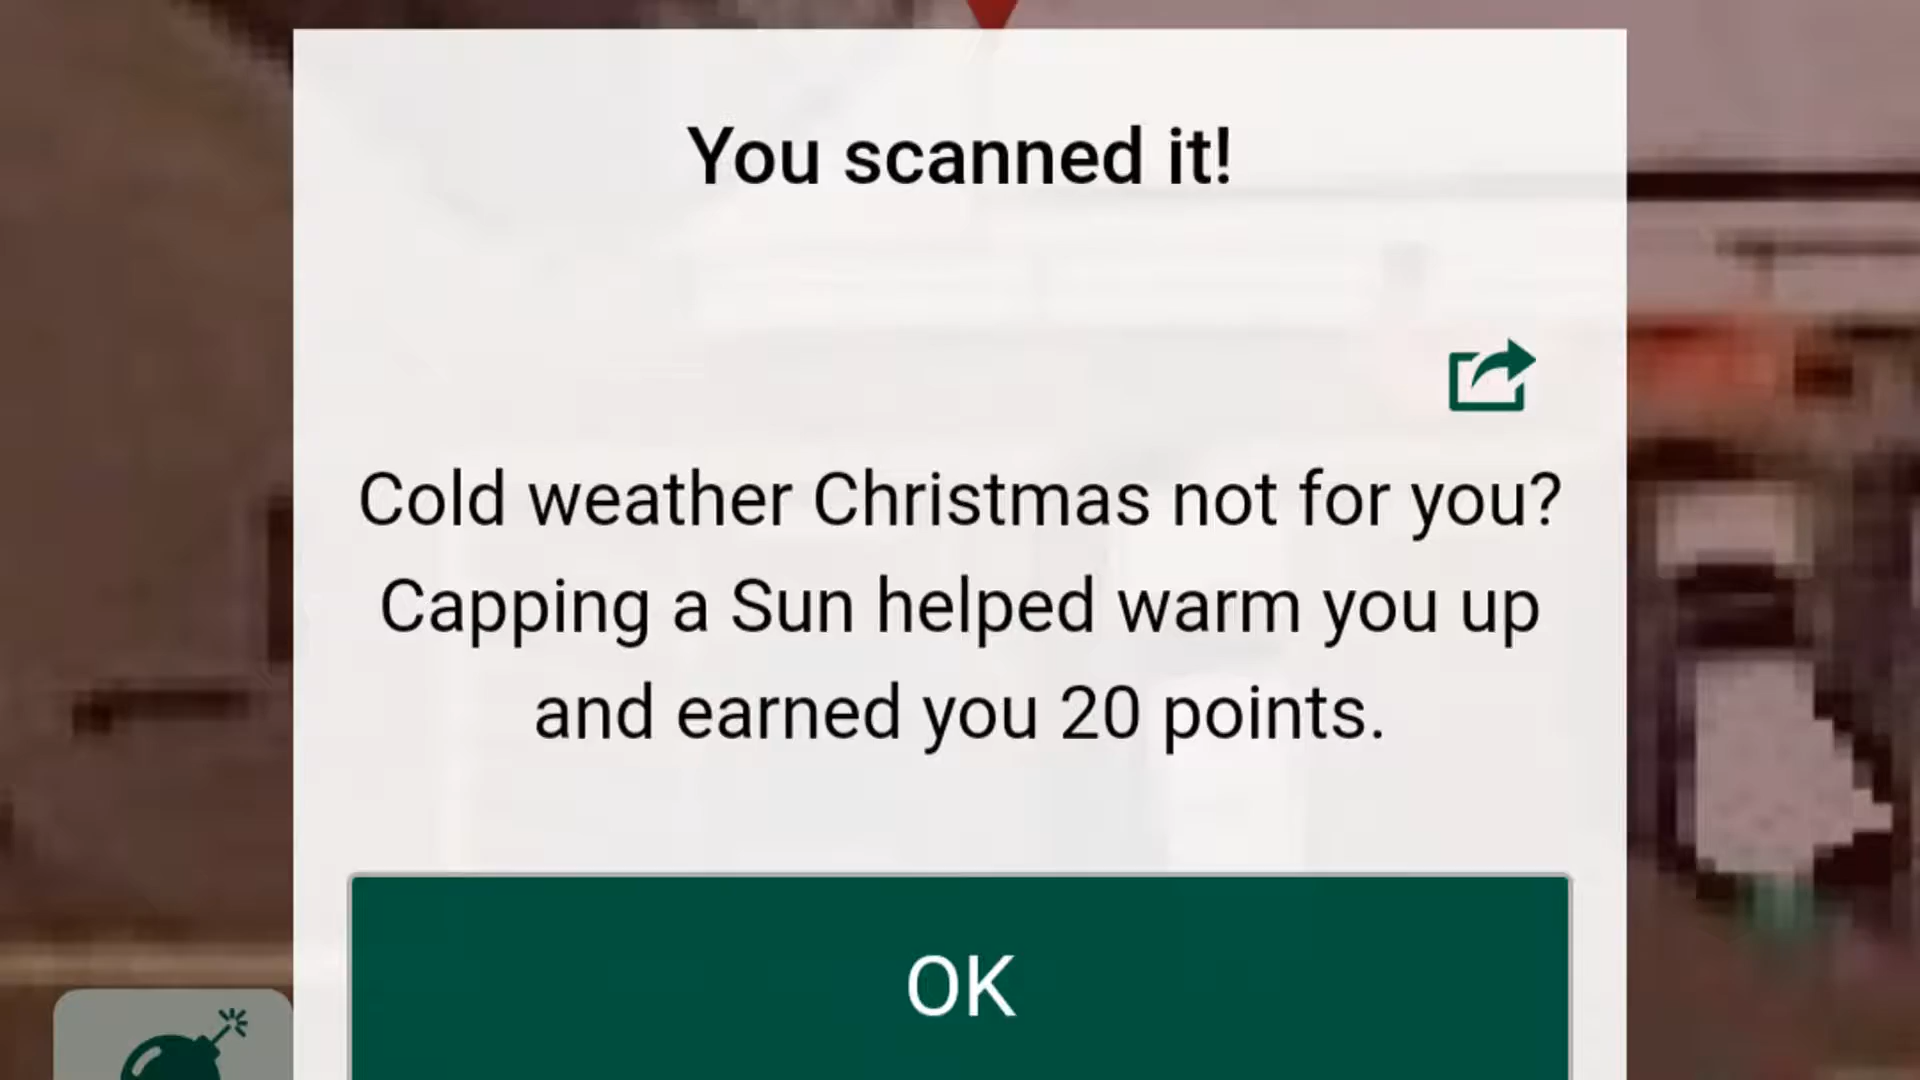 You scanned it!
Cold weather Christmas not for you?
Capping a Sun helped warm you up
and earned you 20 points.
OK